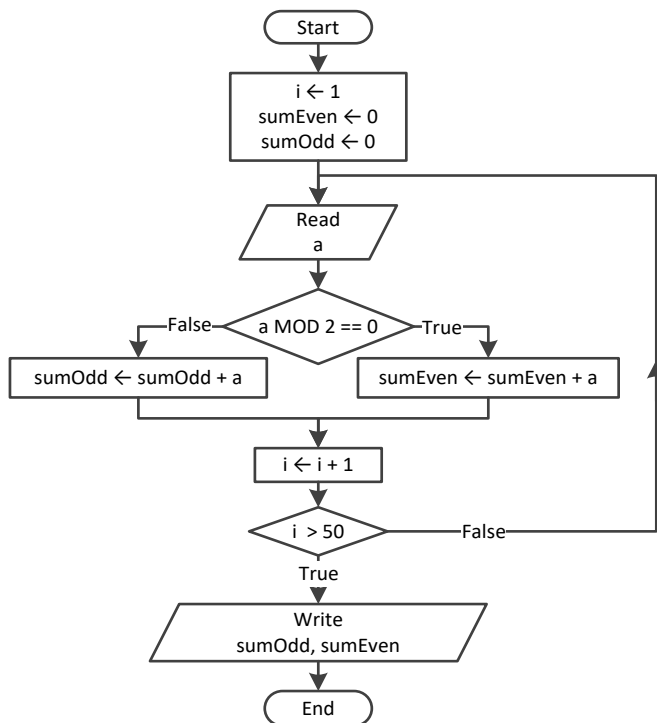 Start
i ← 1
sumEven ← 0
sumOdd ← 0
Read
a
a MOD 2 == 0
False
True
sumOdd ← sumOdd + a
sumEven ← sumEven + a
i ← i + 1
i > 50
False
True
Write
sumOdd, sumEven
End